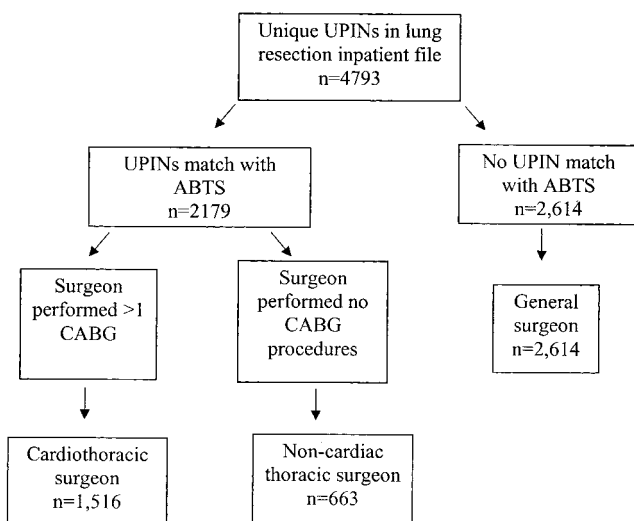 Unique UPINs in lung
resection inpatient file
n=4793
UPINs match with
ABTS
n=2179
No UPIN match
with ABTS
n=2,614
Surgeon
performed >1
CABG
Surgeon
performed no
CABG
procedures
General
surgeon
n=2,614
Cardiothoracic
surgeon
n=1,516
Non-cardiac
thoracic surgeon
n=663